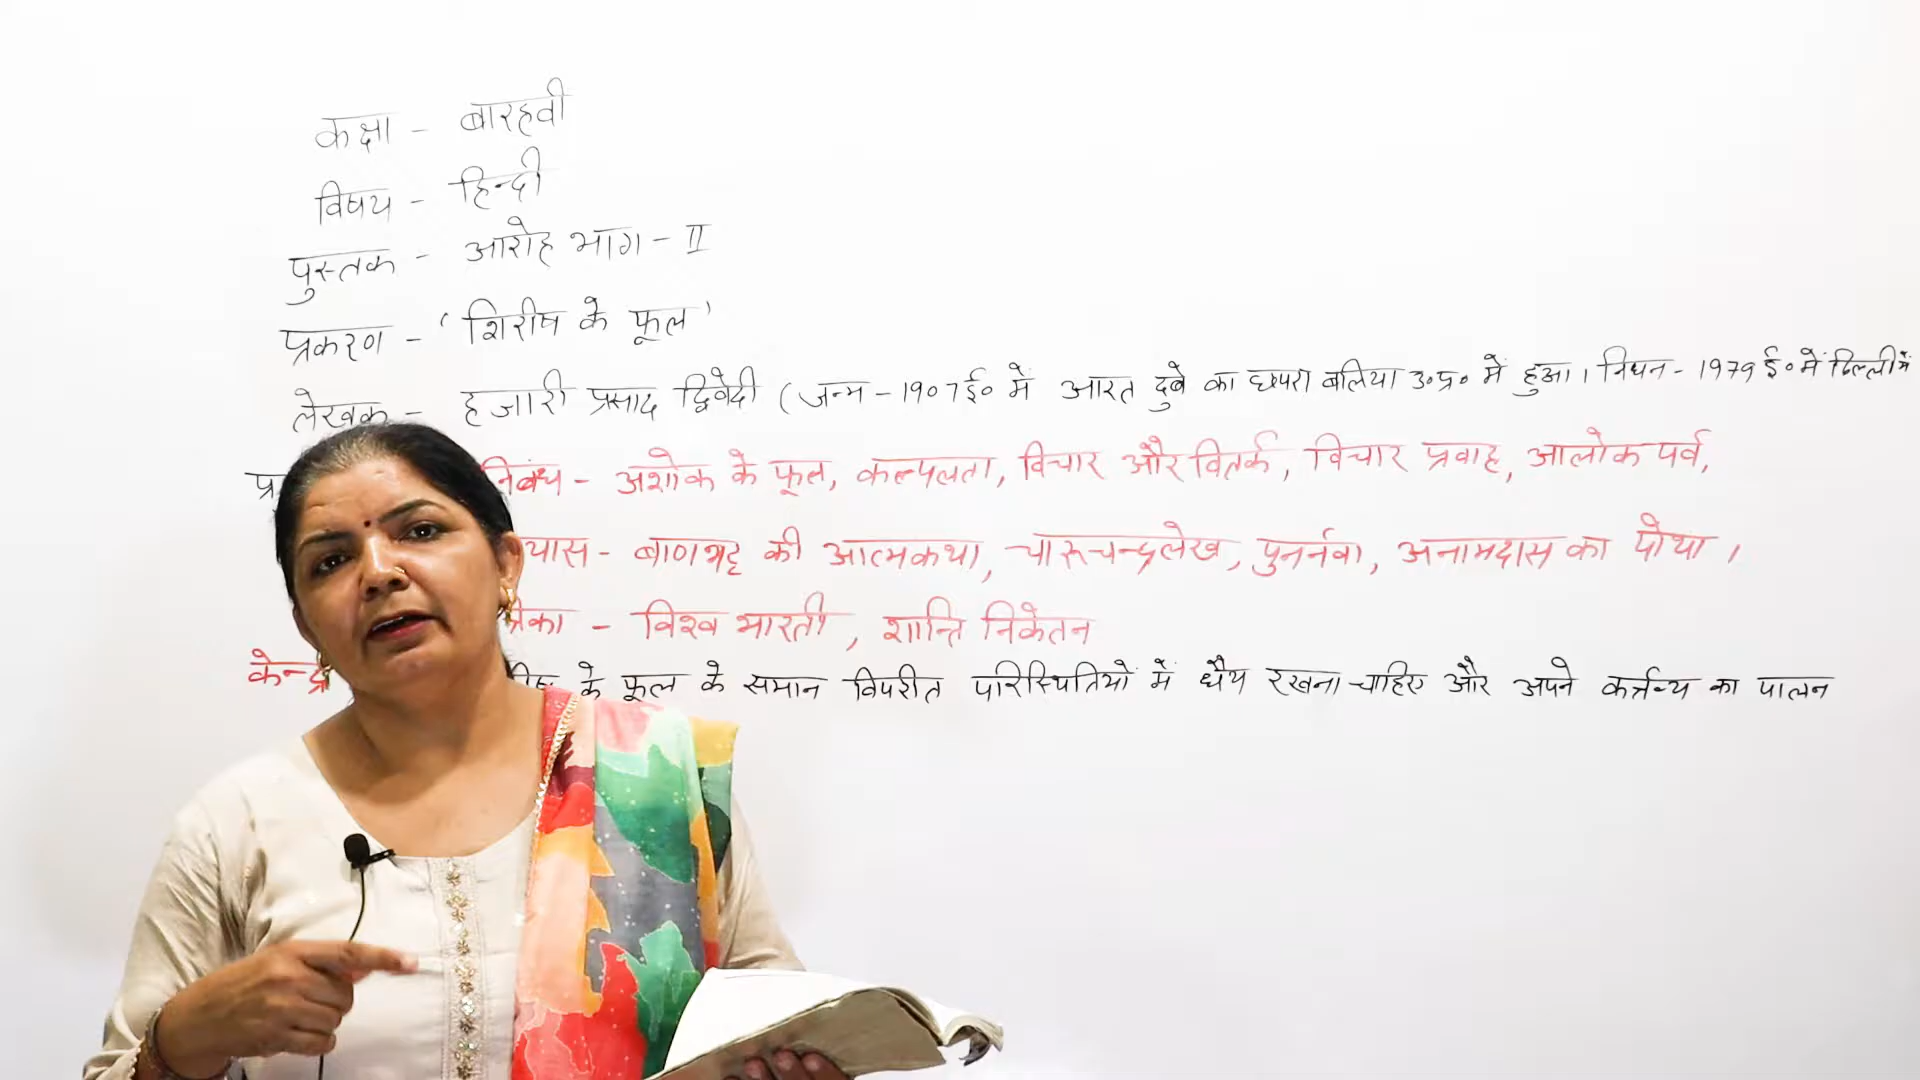 कक्षा - बारहवी
विषय - हिन्दी
पुस्तक - आरोह भाग - II
प्रकरण - ' शिरीष के फूल '
लेखक - हजारी प्रसाद द्विवेदी ( जन्म - 1907 ई० में आरत दुबे का छपरा बलिया उ०प्र० में हुआ । निधन - 1979 ई० में दिल्ली में
निबंध - अशोक के फूल, कल्पलता, विचार और वितर्क, विचार प्रवाह, आलोक पर्व,
यास - बाणभट्ट की आत्मकथा, चारूचन्द्रलेख, पुनर्नवा, अनामदास का पोथा ।
का - विश्व भारती , शान्ति निकेतन
केन्द्र के फूल के समान विपरीत परिस्थितियों में धैय रखना चाहिए और अपने कर्त्तव्य का पालन